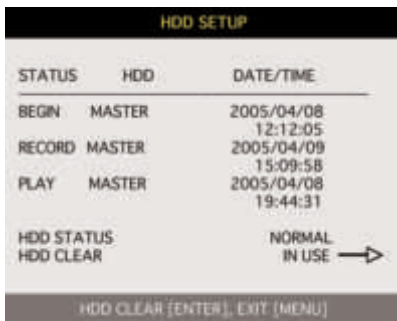 HDD SETUP
STATUS HDD DATE/TIME
BEGIN MASTER 2005/04/08
12:12:05
RECORD MASTER 2005/04/09
15:09:58
PLAY MASTER 2005/04/08
19:44:31
HDD STATUS NORMAL
HDD CLEAR IN USE
HDD CLEAR [ENTER], EXIT [MENU]